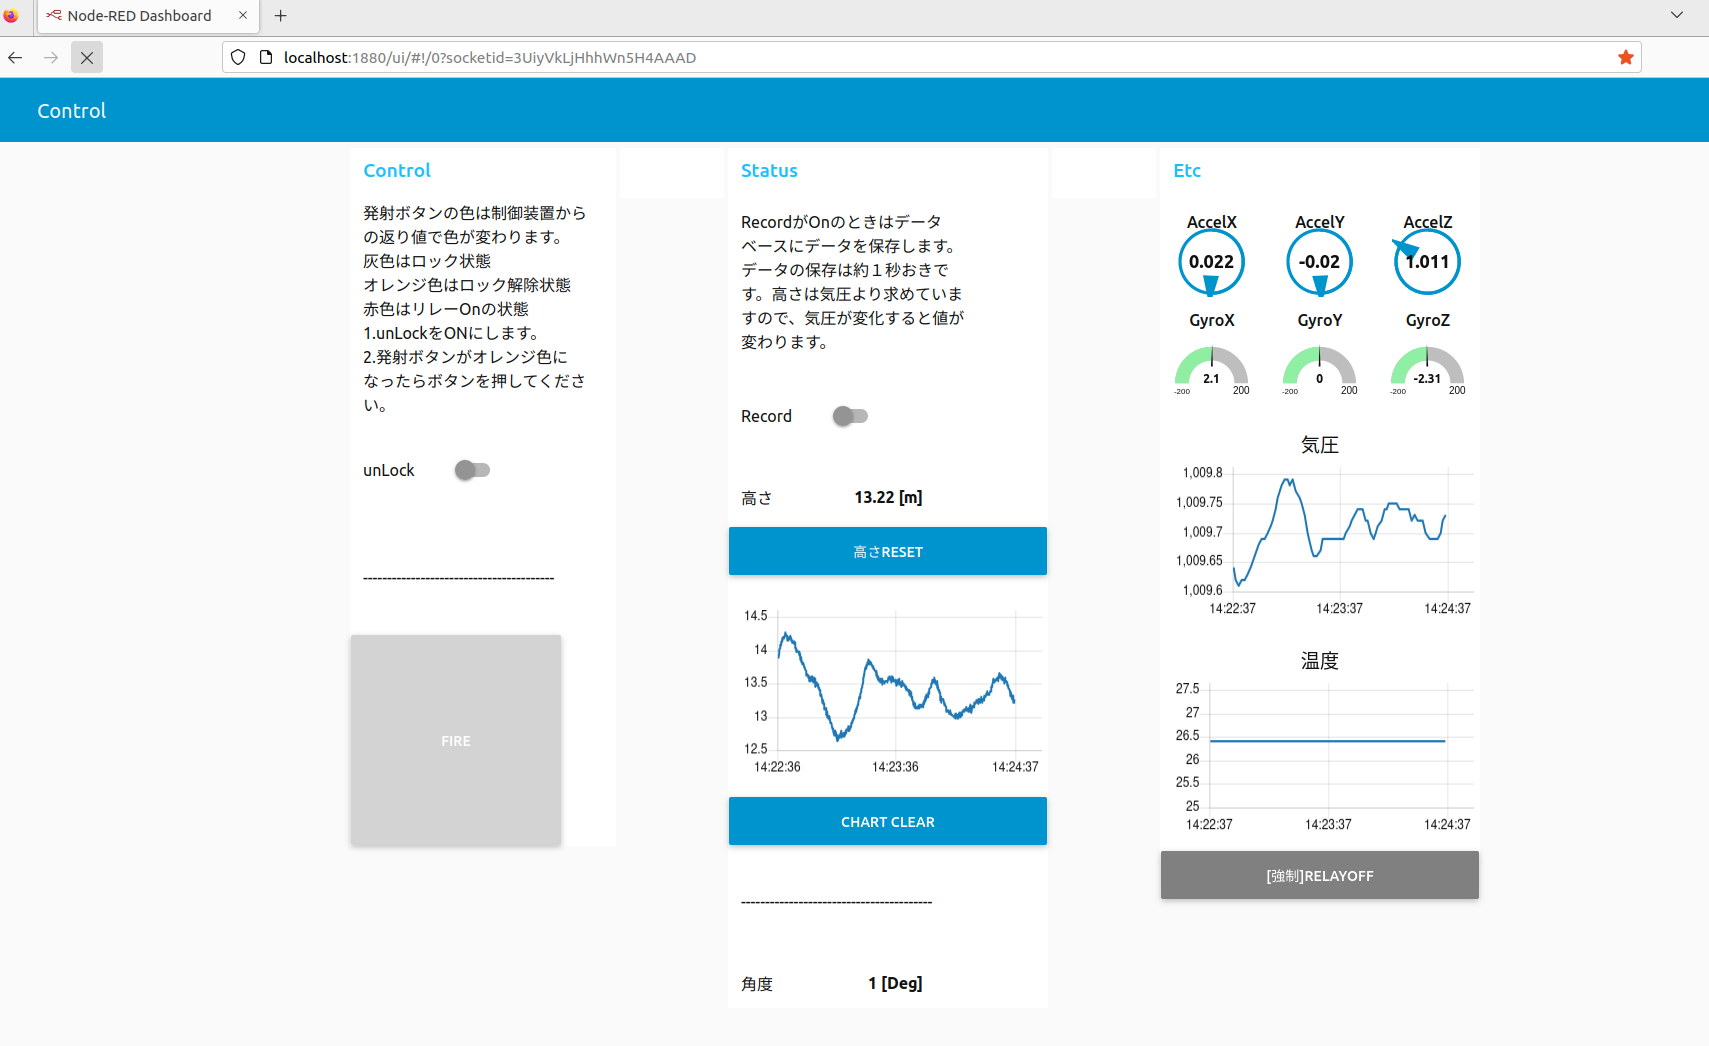 Node-RED Dashboard
localhost:1880/ui/#!/0?socketid=3UiyVkLjHhhWn5H4AAAD
Control
Control
発射ボタンの色は制御装置から
の返り値で色が変わります。
灰色はロック状態
オレンジ色はロック解除状態
赤色はリレーOnの状態
1.unLockをONにします。
2.発射ボタンがオレンジ色に
なったらボタンを押してくださ
い。
unLock
----------------------------------------
FIRE
Status
RecordがOnのときはデータ
ベースにデータを保存します。
データの保存は約１秒おきで
す。高さは気圧より求めていま
すので、気圧が変化すると値が
変わります。
Record
高さ 13.22 [m]
高さRESET
14.5
14
13.5
13
12.5
14:22:36 14:23:36 14:24:37
CHART CLEAR
----------------------------------------
角度 1 [Deg]
Etc
AccelX AccelY AccelZ
0.022 -0.02 1.011
GyroX GyroY GyroZ
2.1 0 -2.31
-200 200 -200 200 -200 200
気圧
1,009.8
1,009.75
1,009.7
1,009.65
1,009.6
14:22:37 14:23:37 14:24:37
温度
27.5
27
26.5
26
25.5
25
14:22:37 14:23:37 14:24:37
[強制]RELAYOFF